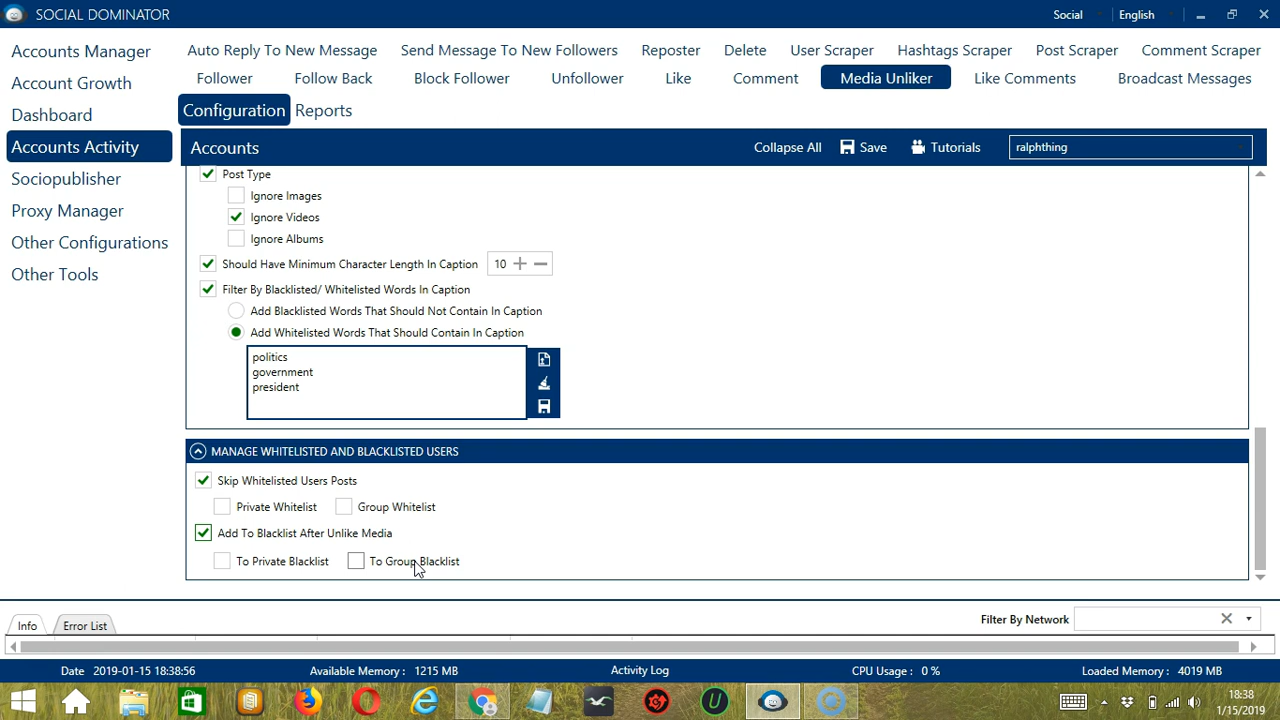 SOCIAL DOMINATOR
Social
English
Accounts Manager
Account Growth
Dashboard
Accounts Activity
Sociopublisher
Proxy Manager
Other Configurations
Other Tools
Auto Reply To New Message Send Message To New Followers Reposter Delete User Scraper Hashtags Scraper Post Scraper Comment Scraper
Follower Follow Back Block Follower Unfollower Like Comment Media Unliker Like Comments Broadcast Messages
Configuration Reports
Accounts Collapse All Save Tutorials ralphthing
Post Type
Ignore Images
Ignore Videos
Ignore Albums
Should Have Minimum Character Length In Caption 10
Filter By Blacklisted/ Whitelisted Words In Caption
Add Blacklisted Words That Should Not Contain In Caption
Add Whitelisted Words That Should Contain In Caption
politics
government
president
MANAGE WHITELISTED AND BLACKLISTED USERS
Skip Whitelisted Users Posts
Private Whitelist Group Whitelist
Add To Blacklist After Unlike Media
To Private Blacklist To Group Blacklist
Info Error List Filter By Network
Date 2019-01-15 18:38:56 Available Memory : 1215 MB Activity Log CPU Usage : 0 % Loaded Memory : 4019 MB
18:38
1/15/2019